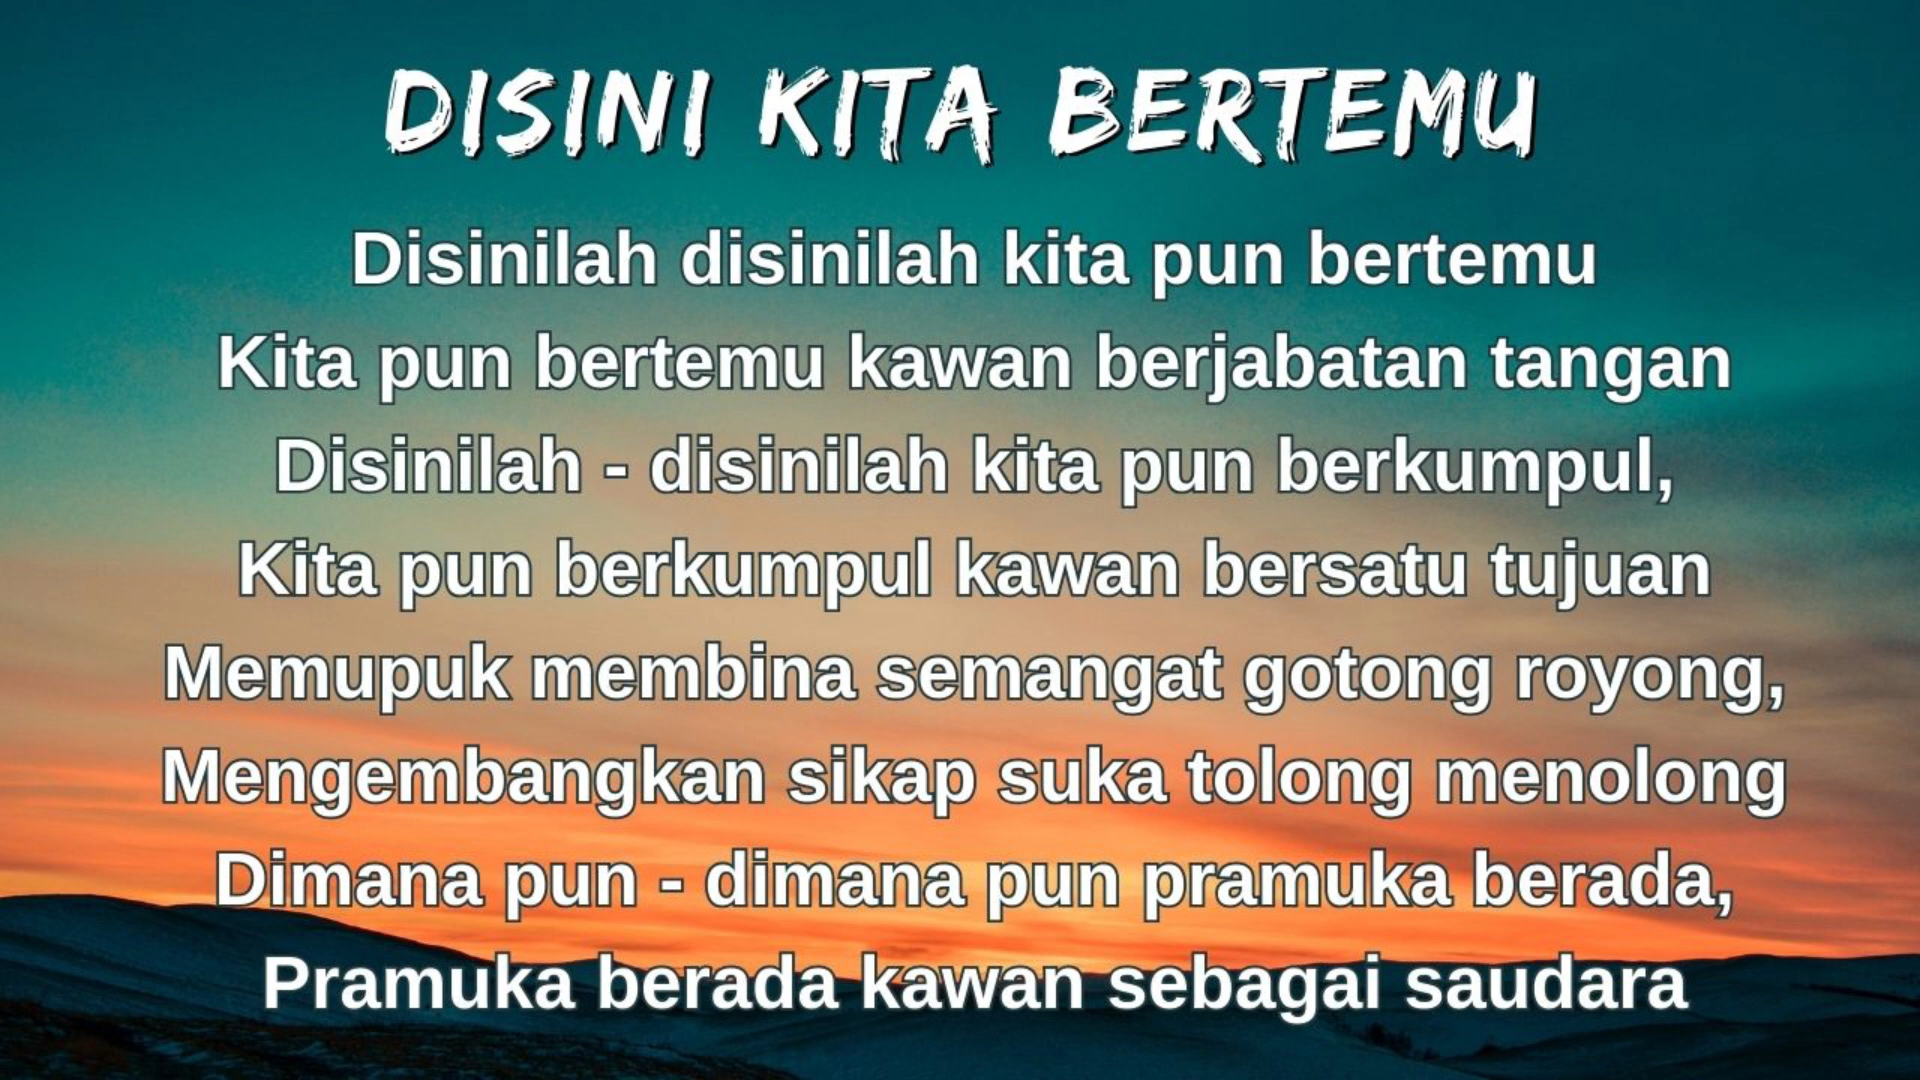 DISINI KITA BERTEMU
Disinilah disinilah kita pun bertemu
Kita pun bertemu kawan berjabatan tangan
Disinilah - disinilah kita pun berkumpul,
Kita pun berkumpul kawan bersatu tujuan
Memupuk membina semangat gotong royong,
Mengembangkan sikap suka tolong menolong
Dimana pun - dimana pun pramuka berada,
Pramuka berada kawan sebagai saudara